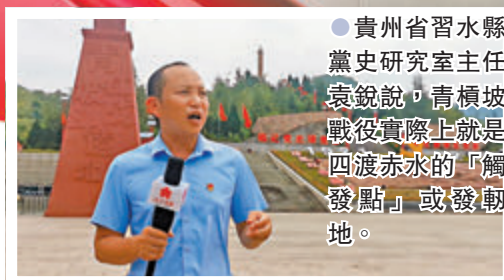 ●貴州省習水縣
黨史研究室主任
袁銳說，青槓坡
戰役實際上就是
四渡赤水的「觸
發點」或發軔
地。